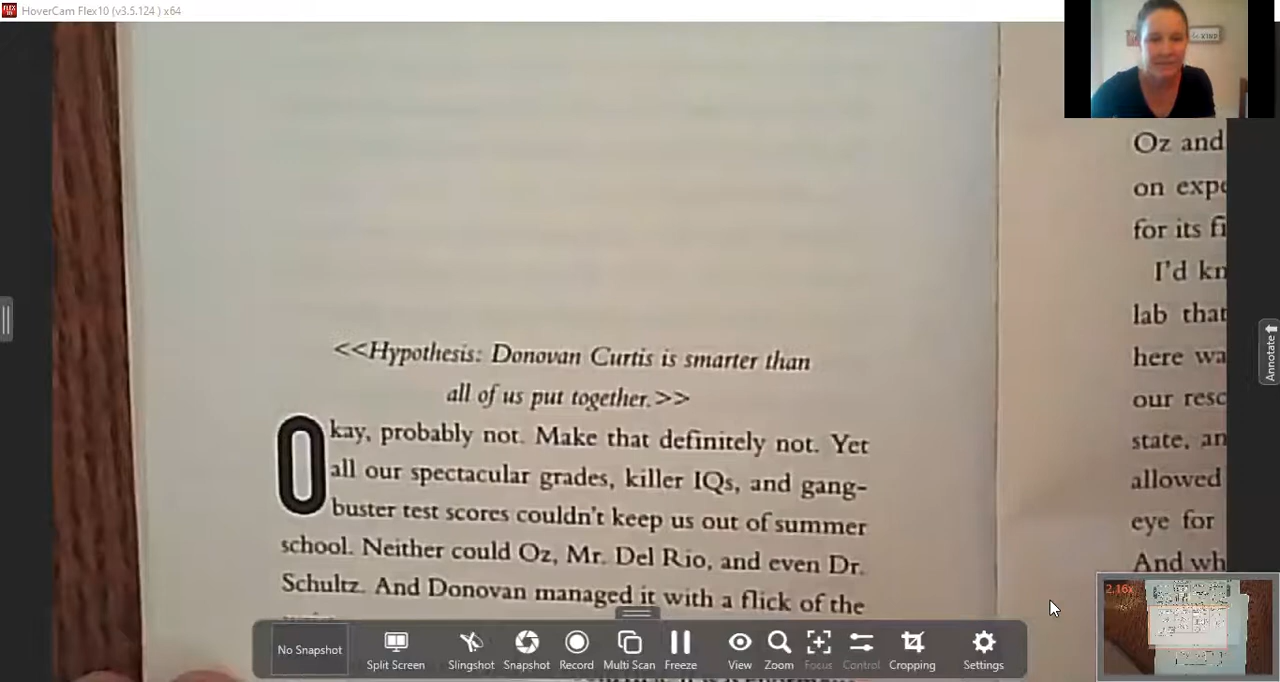 HoverCam Flex10 (v3.5.124) x64
<<Hypothesis: Donovan Curtis is smarter than
all of us put together.>>
Okay, probably not. Make that definitely not. Yet
all our spectacular grades, killer IQs, and gang-
buster test scores couldn't keep us out of summer
school. Neither could Oz, Mr. Del Rio, and even Dr.
Schultz. And Donovan managed it with a flick of the
Oz and
on expe
for its fi
I'd kn
lab that
here wa
our resc
state, an
allowed
eye for
And wh
Annotate
2.16x
No Snapshot
Split Screen
Slingshot
Snapshot
Record
Multi Scan
Freeze
View
Zoom
Focus
Control
Cropping
Settings